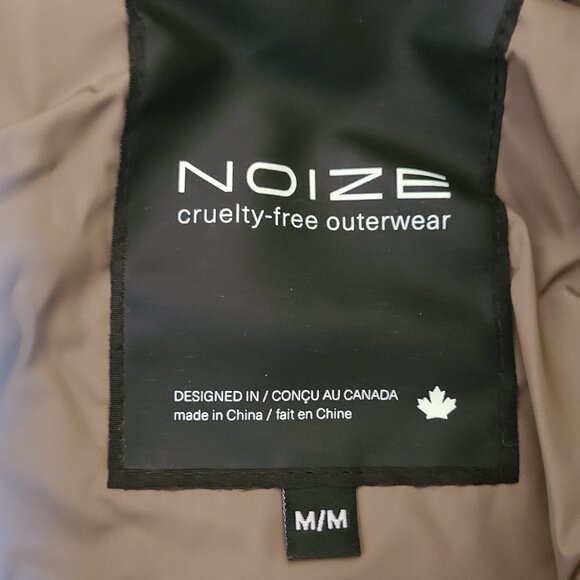 NOIZE
cruelty-free outerwear
DESIGNED IN / CONÇU AU CANADA
made in China / fait en Chine
M/M